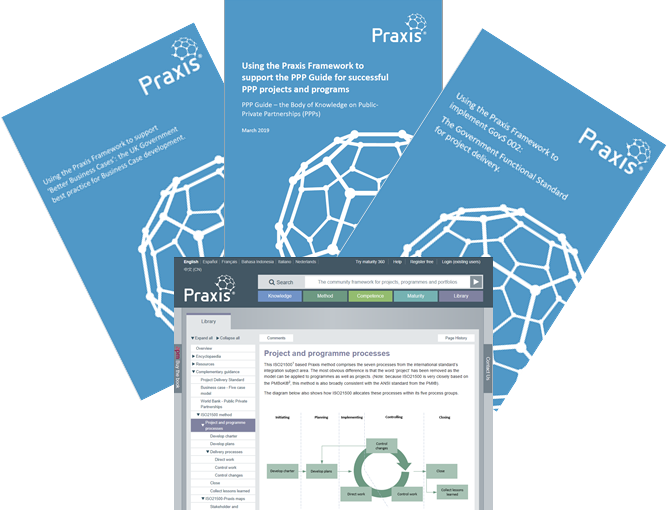 Praxis®
Using the Praxis Framework to support
'Better Business Cases': the UK Government
best practice for Business Case development.
Praxis®
Using the Praxis Framework to
support the PPP Guide for successful
PPP projects and programs
PPP Guide – the Body of Knowledge on Public-
Private Partnerships (PPPs)
March 2019
Praxis®
Using the Praxis Framework to
implement GovS 002:
The Government Functional Standard
for project delivery.
English Español Français Bahasa Indonesia Italiano Nederlands
中文 (CN)
Try maturity 360 Help Register free Login (existing users)
Praxis®
Search The community framework for projects, programmes and portfolios
Knowledge Method Competence Maturity Library
Library
Buy the book
Contact Us
▼ Expand all ▶ Collapse all
Overview
▶ Encyclopaedia
▶ Resources
▼ Complementary guidance
Project Delivery Standard
Business case - Five case
model
World Bank - Public Private
Partnerships
▼ ISO21500 method
▼ Project and programme
processes
Develop charter
Develop plans
▼ Delivery processes
Direct work
Control work
Control changes
Close
Collect lessons learned
▼ ISO21500 Praxis maps
Stakeholder and
Comments Page History
Project and programme processes
This ISO21500¹ based Praxis method comprises the seven processes from the international standard's
integration subject area. The most obvious difference is that the word 'project' has been removed as the
model can be applied to programmes as well as projects. (Note: because ISO21500 is very closely based on
the PMBoK®², this method is also broadly consistent with the ANSI standard from the PMI®).
The diagram below also shows how ISO21500 allocates these processes within its five process groups.
Initiating Planning Implementing Controlling Closing
Control
changes
Develop charter
Develop plans
Close
Direct work
Control work
Collect lessons
learned